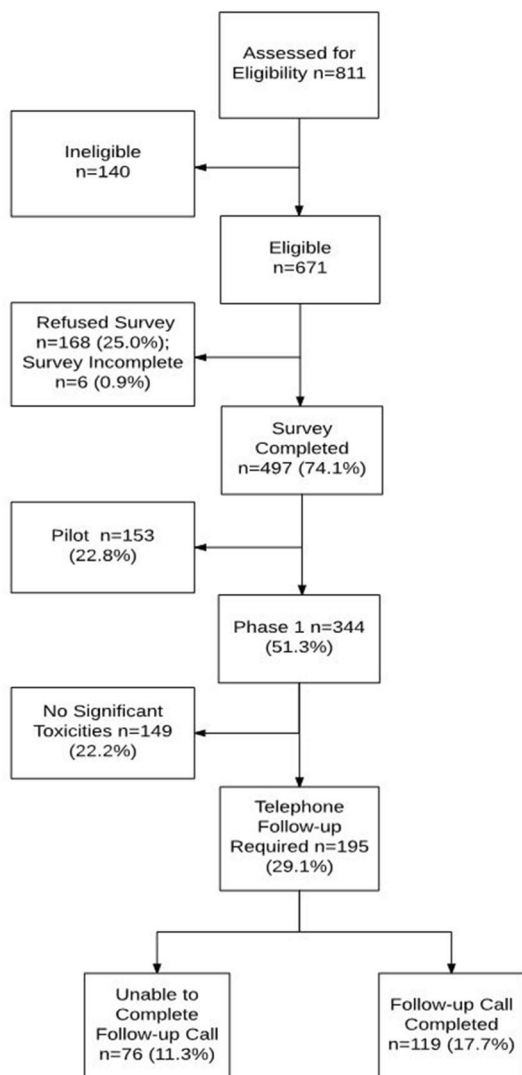 Assessed for
Eligibility n=811
Ineligible
n=140
Eligible
n=671
Refused Survey
n=168 (25.0%);
Survey Incomplete
n=6 (0.9%)
Survey
Completed
n=497 (74.1%)
Pilot n=153
(22.8%)
Phase 1 n=344
(51.3%)
No Significant
Toxicities n=149
(22.2%)
Telephone
Follow-up
Required n=195
(29.1%)
Unable to
Complete
Follow-up Call
n=76 (11.3%)
Follow-up Call
Completed
n=119 (17.7%)